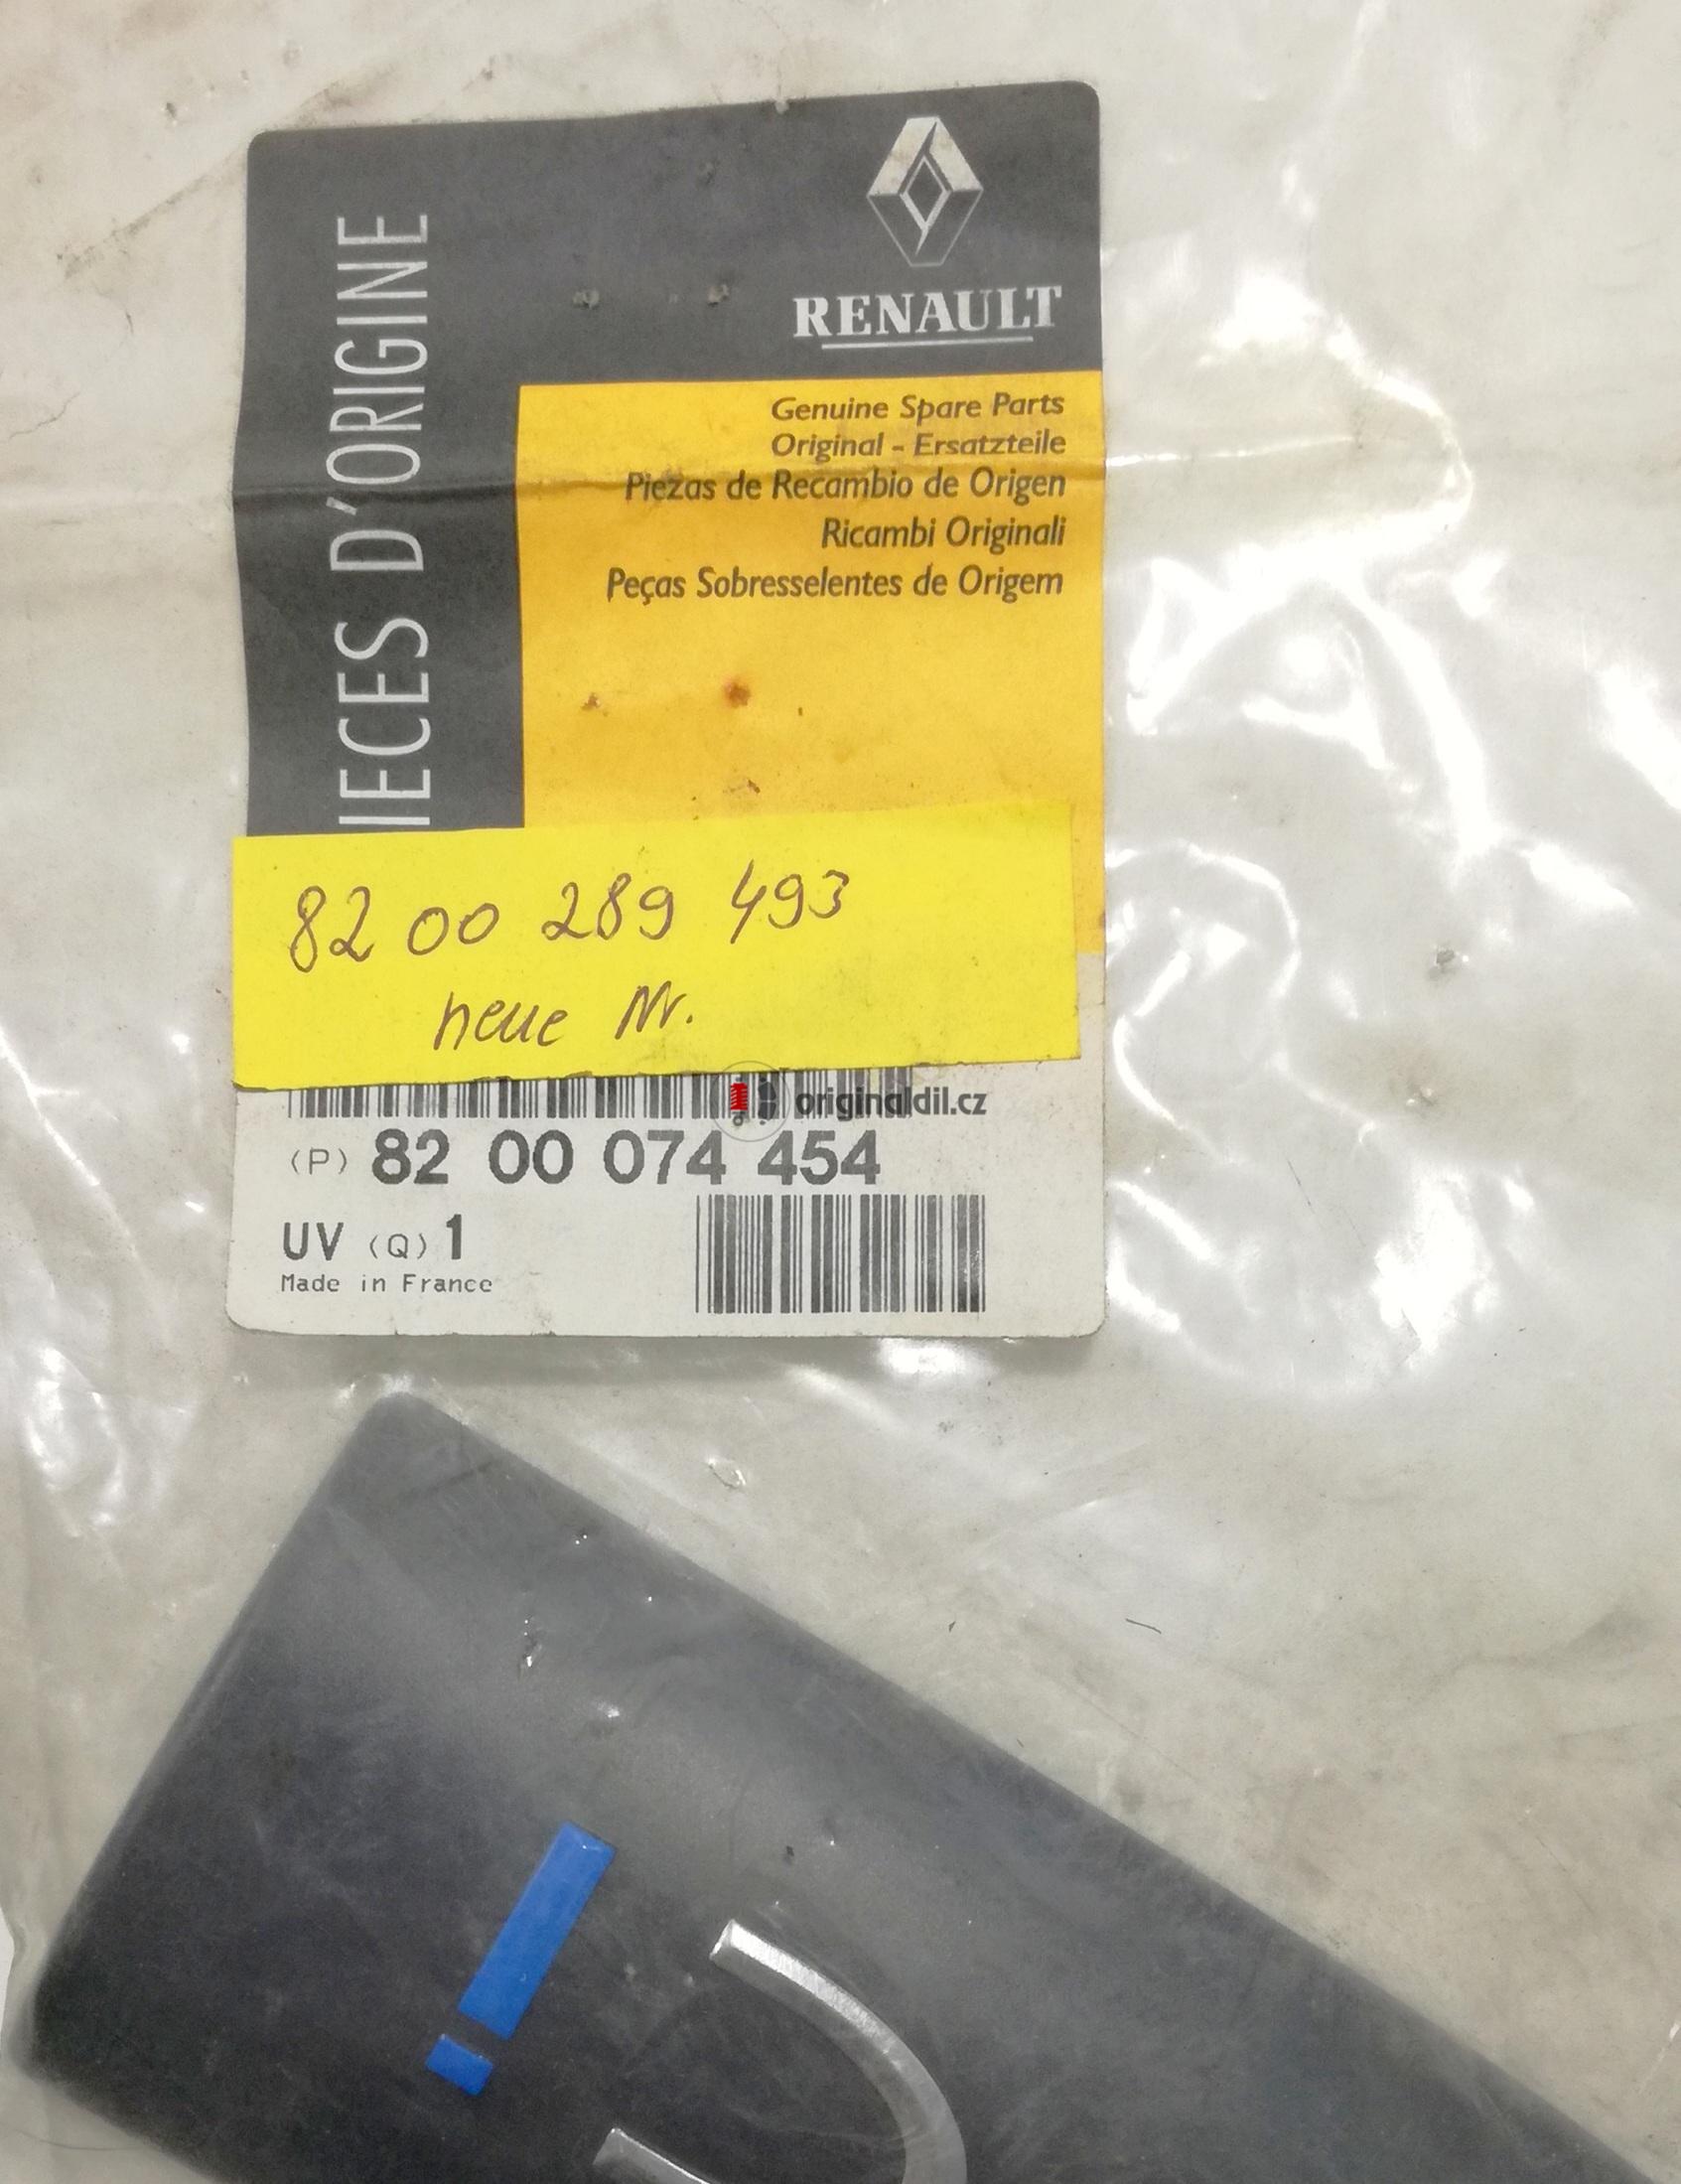 RENAULT
IECES D'ORIGINE
Genuine Spare Parts
Original - Ersatzteile
Piezas de Recambio de Origen
Ricambi Originali
Peças Sobresselentes de Origem
82 00 289 493
neue Nr.
originaldil.cz
(P) 82 00 074 454
UV (Q) 1
Made in France